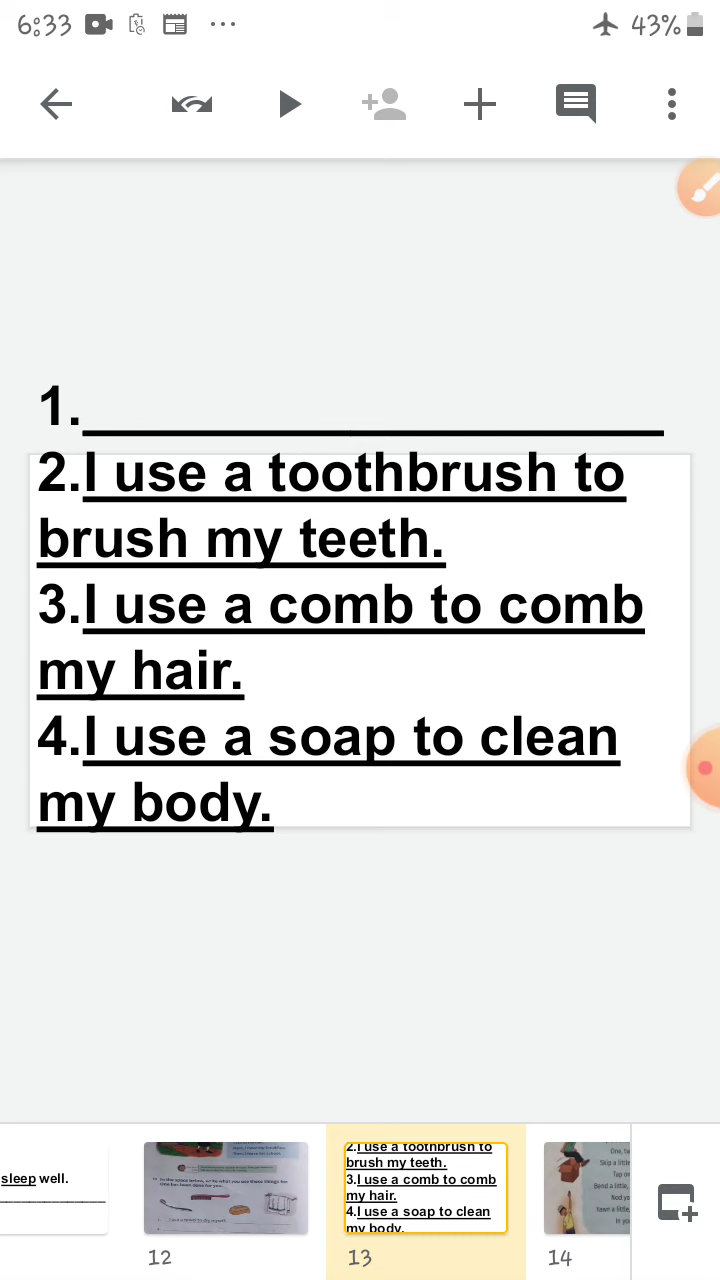 6:33 ... 43%
1.____________________
2.I use a toothbrush to
brush my teeth.
3.I use a comb to comb
my hair.
4.I use a soap to clean
my body.
sleep well.
2.I use a toothbrush to
brush my teeth.
3.I use a comb to comb
my hair.
4.I use a soap to clean
my body.
12
13
14